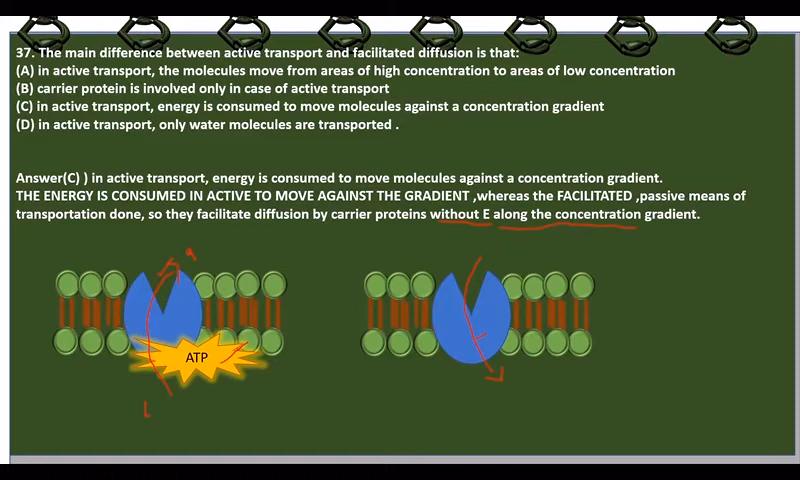 37. The main difference between active transport and facilitated diffusion is that:
(A) in active transport, the molecules move from areas of high concentration to areas of low concentration
(B) carrier protein is involved only in case of active transport
(C) in active transport, energy is consumed to move molecules against a concentration gradient
(D) in active transport, only water molecules are transported .
Answer(C) ) in active transport, energy is consumed to move molecules against a concentration gradient.
THE ENERGY IS CONSUMED IN ACTIVE TO MOVE AGAINST THE GRADIENT ,whereas the FACILITATED ,passive means of
transportation done, so they facilitate diffusion by carrier proteins without E along the concentration gradient.
ATP
L